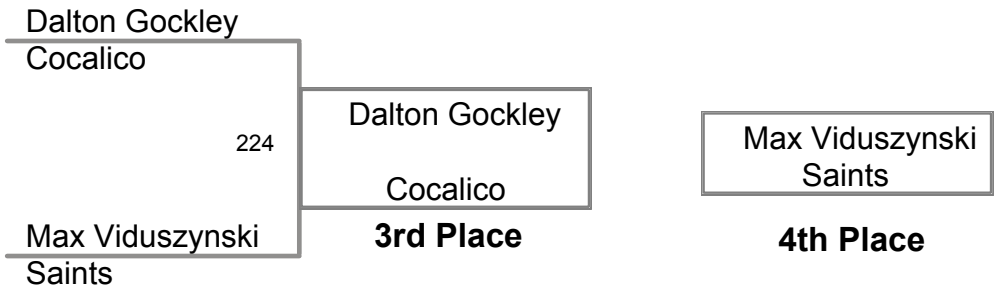 Dalton Gockley
Cocalico
224
Max Viduszynski
Saints
Dalton Gockley
Cocalico
3rd Place
Max Viduszynski
Saints
4th Place